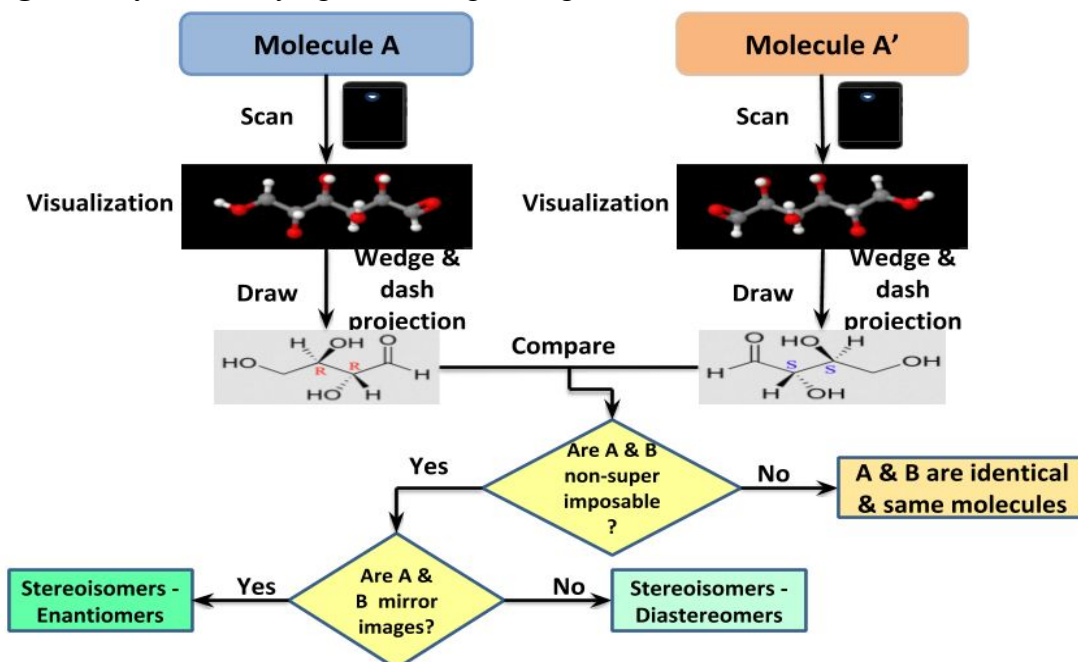 Molecule A
Molecule A’
Scan
Scan
Visualization
Visualization
Draw
Wedge &
dash
projection
Draw
Wedge &
dash
projection
H
OH
O
HO
R
R
H
HO
H
Compare
O
HO
H
S
S
OH
H
H
OH
Are A & B
non-super
imposable
?
Yes
No
A & B are identical
& same molecules
Are A &
B mirror
images?
Yes
No
Stereoisomers -
Enantiomers
Stereoisomers -
Diastereomers